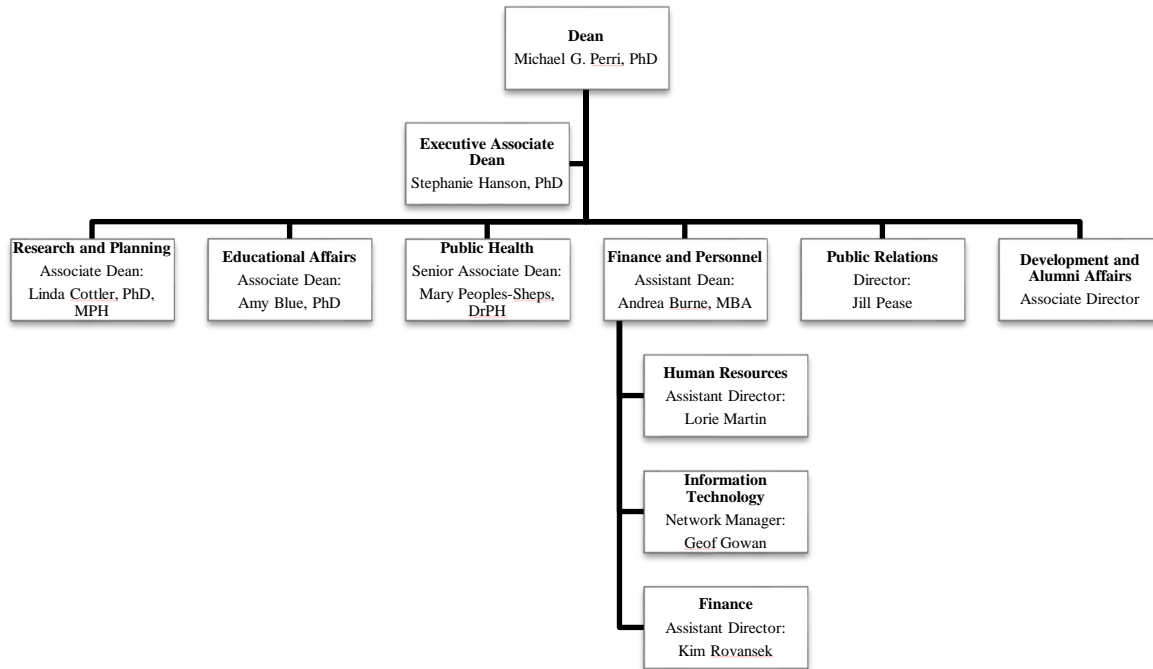 Dean
Michael G. Perri, PhD
Executive Associate
Dean
Stephanie Hanson, PhD
Research and Planning
Associate Dean:
Linda Cottler, PhD,
MPH
Educational Affairs
Associate Dean:
Amy Blue, PhD
Public Health
Senior Associate Dean:
Mary Peoples-Sheps,
DrPH
Finance and Personnel
Assistant Dean:
Andrea Burne, MBA
Public Relations
Director:
Jill Pease
Development and
Alumni Affairs
Associate Director
Human Resources
Assistant Director:
Lorie Martin
Information
Technology
Network Manager:
Geof Gowan
Finance
Assistant Director:
Kim Rovansek